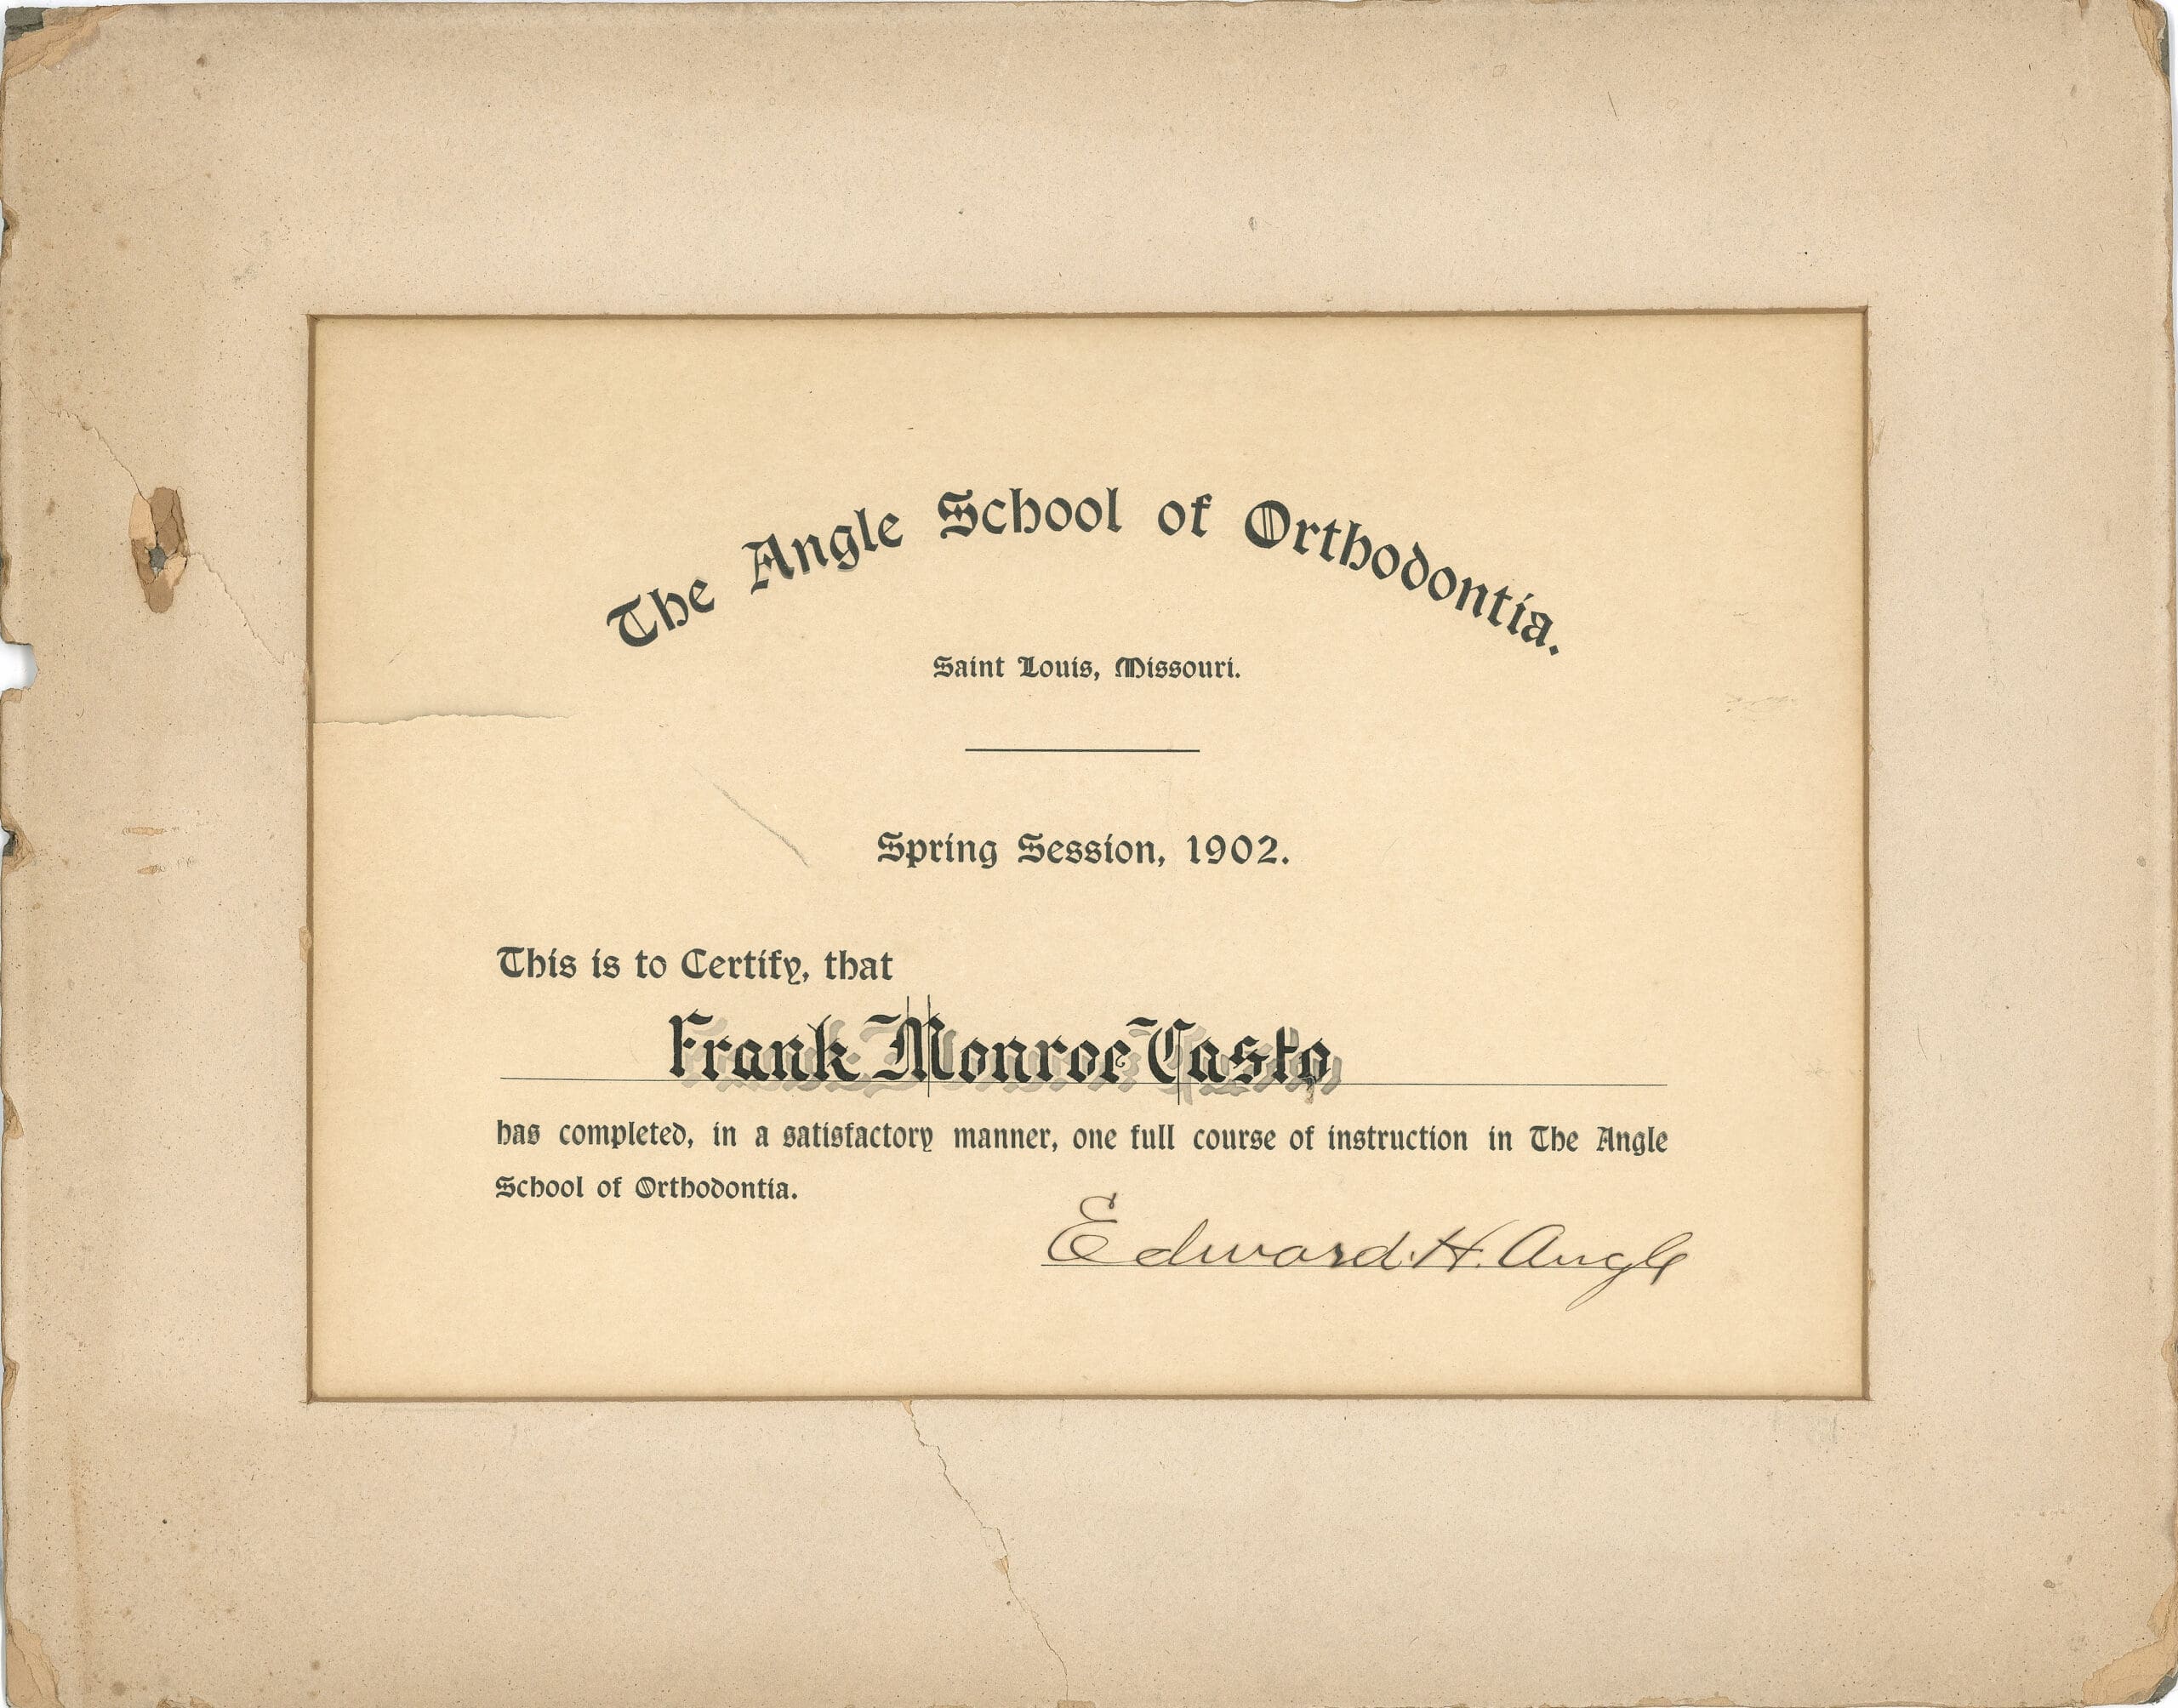 The Angle School of Orthodontia.
Saint Louis, Missouri.
Spring Session, 1902.
This is to Certify, that
Frank Monroe Casto
has completed, in a satisfactory manner, one full course of instruction in The Angle
School of Orthodontia.
Edward H. Angle